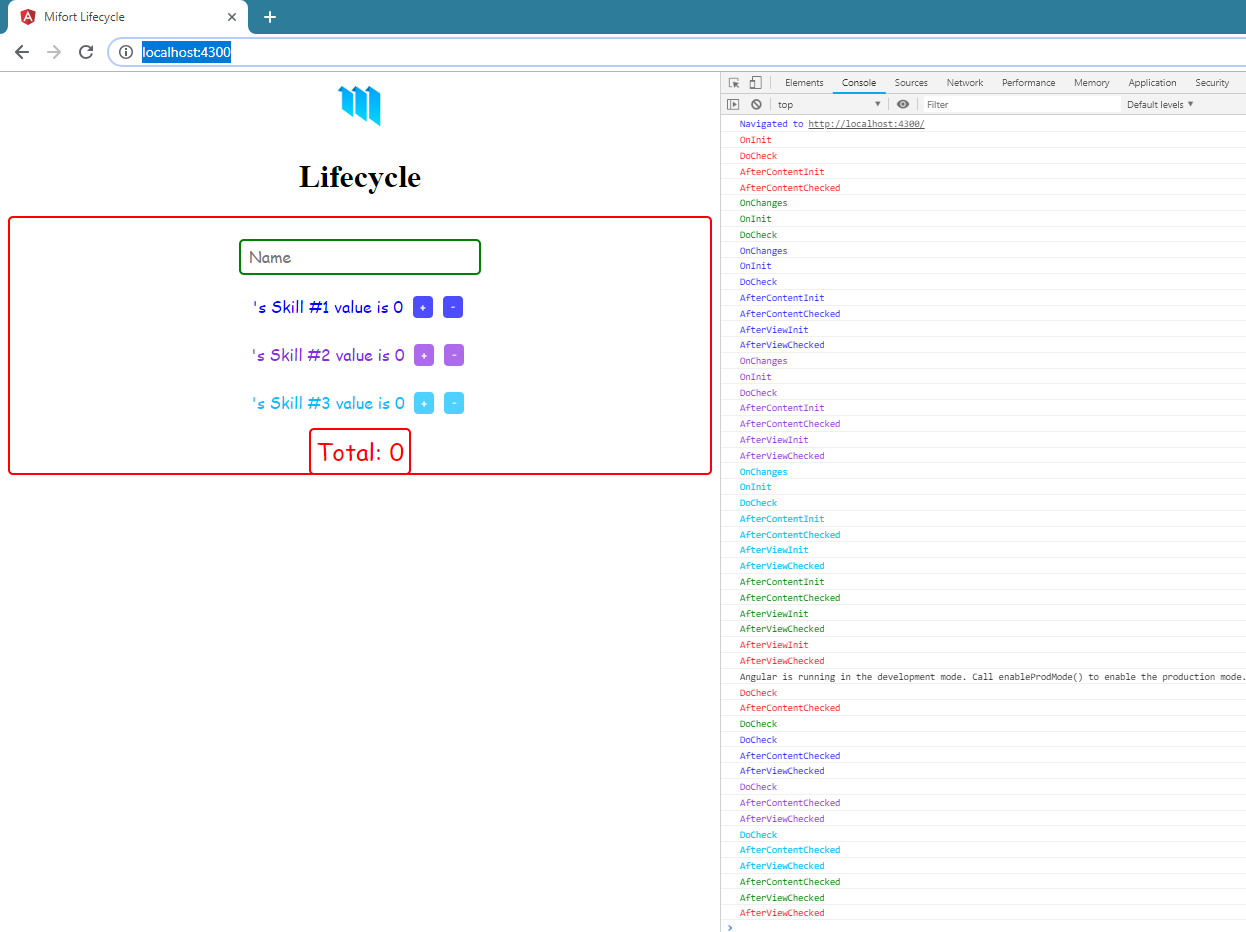 Mifort Lifecycle
localhost:4300
Lifecycle
Name
's Skill #1 value is 0 + -
's Skill #2 value is 0 + -
's Skill #3 value is 0 + -
Total: 0
Elements Console Sources Network Performance Memory Application Security
top Filter Default levels
Navigated to http://localhost:4300/
OnInit
DoCheck
AfterContentInit
AfterContentChecked
OnChanges
OnInit
DoCheck
OnChanges
OnInit
DoCheck
AfterContentInit
AfterContentChecked
AfterViewInit
AfterViewChecked
OnChanges
OnInit
DoCheck
AfterContentInit
AfterContentChecked
AfterViewInit
AfterViewChecked
OnChanges
OnInit
DoCheck
AfterContentInit
AfterContentChecked
AfterViewInit
AfterViewChecked
AfterContentInit
AfterContentChecked
AfterViewInit
AfterViewChecked
AfterViewInit
AfterViewChecked
Angular is running in the development mode. Call enableProdMode() to enable the production mode.
DoCheck
AfterContentChecked
DoCheck
DoCheck
AfterContentChecked
AfterViewChecked
DoCheck
AfterContentChecked
AfterViewChecked
DoCheck
AfterContentChecked
AfterViewChecked
AfterContentChecked
AfterViewChecked
AfterViewChecked